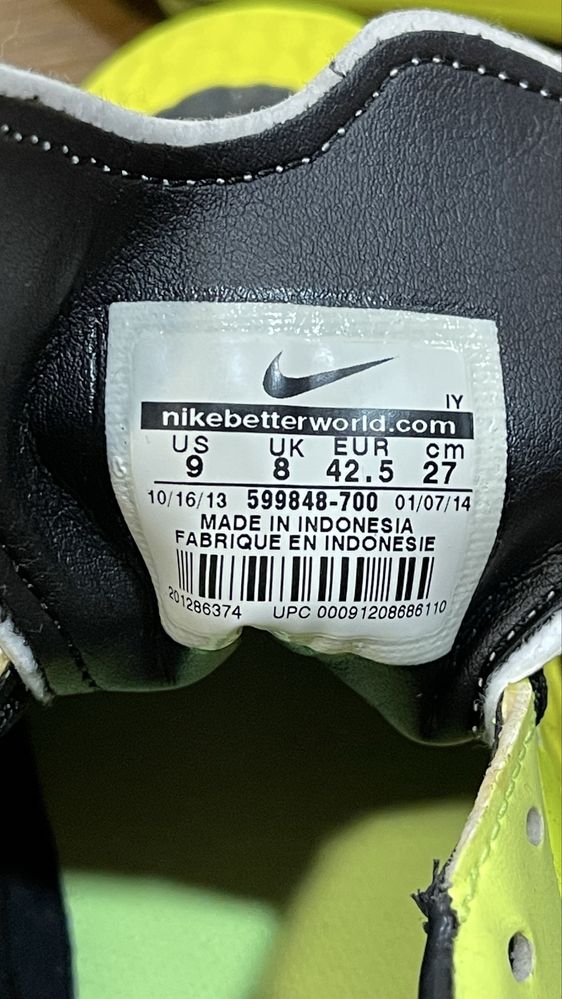 IY
nikebetterworld.com
US UK EUR cm
9 8 42.5 27
10/16/13 599848-700 01/07/14
MADE IN INDONESIA
FABRIQUE EN INDONESIE
201286374 UPC 00091208686110